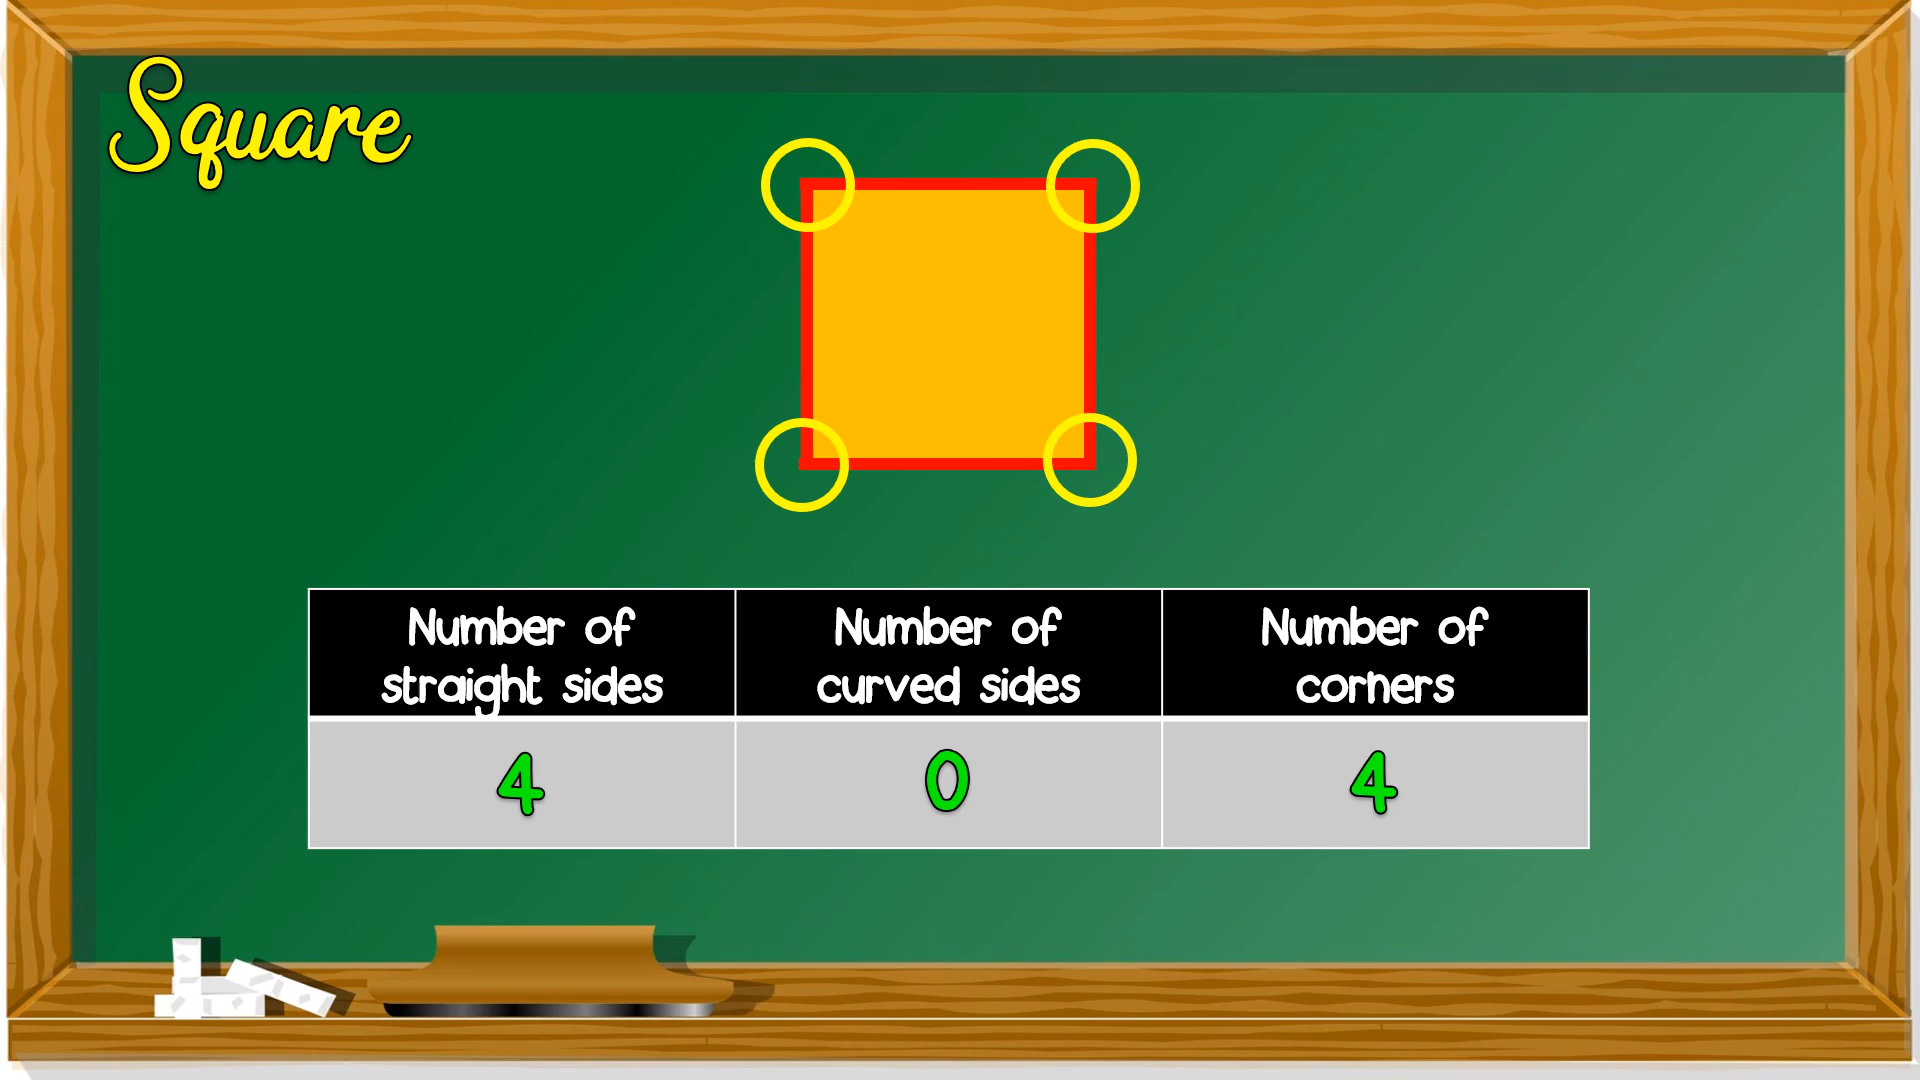 Square
Number of straight sides
Number of curved sides
Number of corners
4
0
4